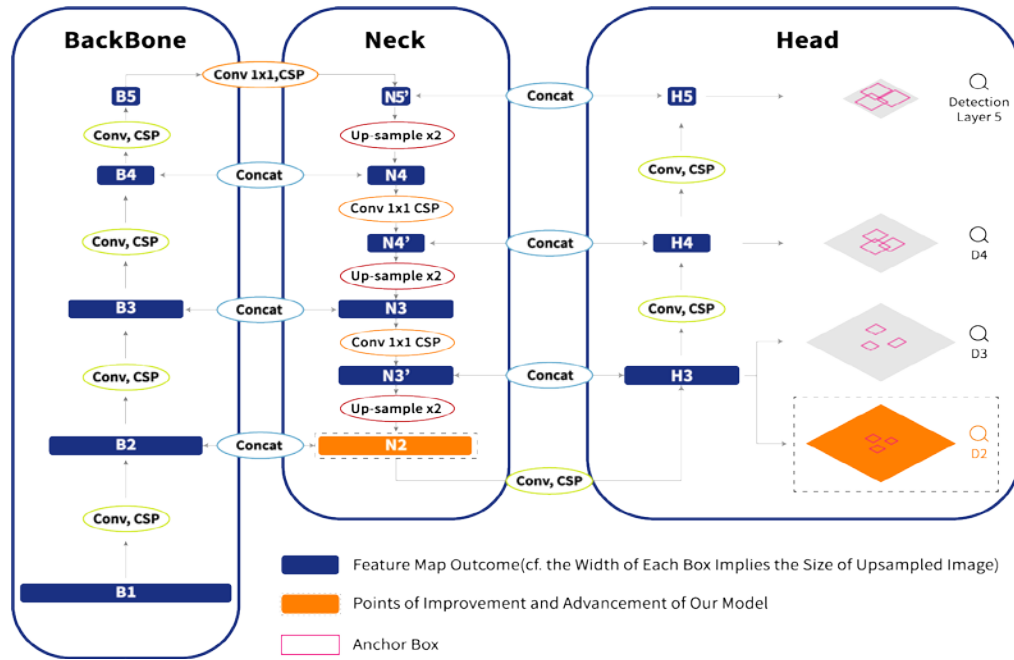 BackBone
Neck
Head
Conv 1x1,CSP
B5
N5’
Concat
H5
Detection
Layer 5
Conv, CSP
Up-sample x2
B4
Concat
N4
Conv, CSP
Conv 1x1 CSP
Conv, CSP
N4’
Concat
H4
D4
Up-sample x2
B3
Concat
N3
Conv, CSP
Conv 1x1 CSP
D3
Conv, CSP
N3’
Concat
H3
Up-sample x2
B2
Concat
N2
D2
Conv, CSP
Conv, CSP
B1
Feature Map Outcome(cf. the Width of Each Box Implies the Size of Upsampled Image)
Points of Improvement and Advancement of Our Model
Anchor Box